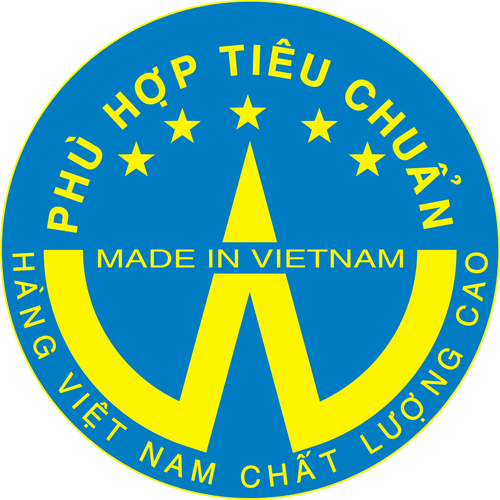 PHÙ HỢP TIÊU CHUẨN
MADE IN VIETNAM
HÀNG VIỆT NAM CHẤT LƯỢNG CAO